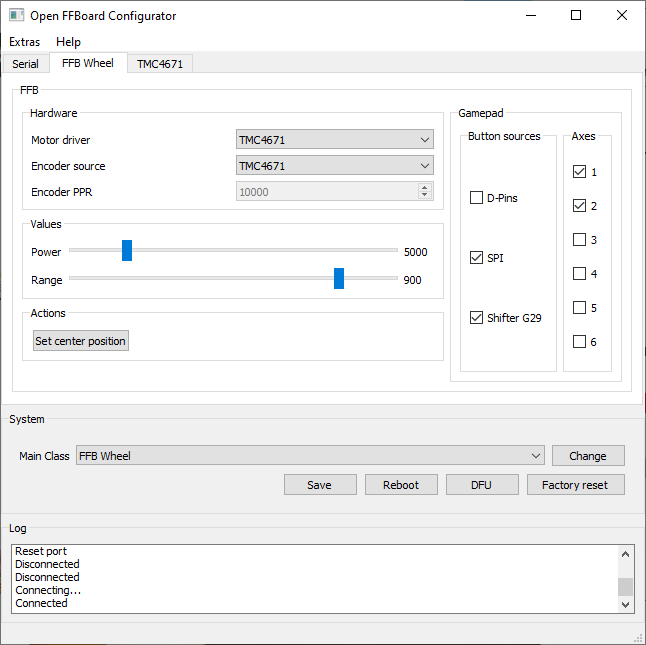 Open FFBoard Configurator
Extras Help
Serial FFB Wheel TMC4671
FFB
Hardware
Motor driver TMC4671
Encoder source TMC4671
Encoder PPR 10000
Values
Power 5000
Range 900
Actions
Set center position
Gamepad
Button sources
D-Pins
SPI
Shifter G29
Axes
1
2
3
4
5
6
System
Main Class FFB Wheel Change
Save Reboot DFU Factory reset
Log
Reset port
Disconnected
Disconnected
Connecting...
Connected